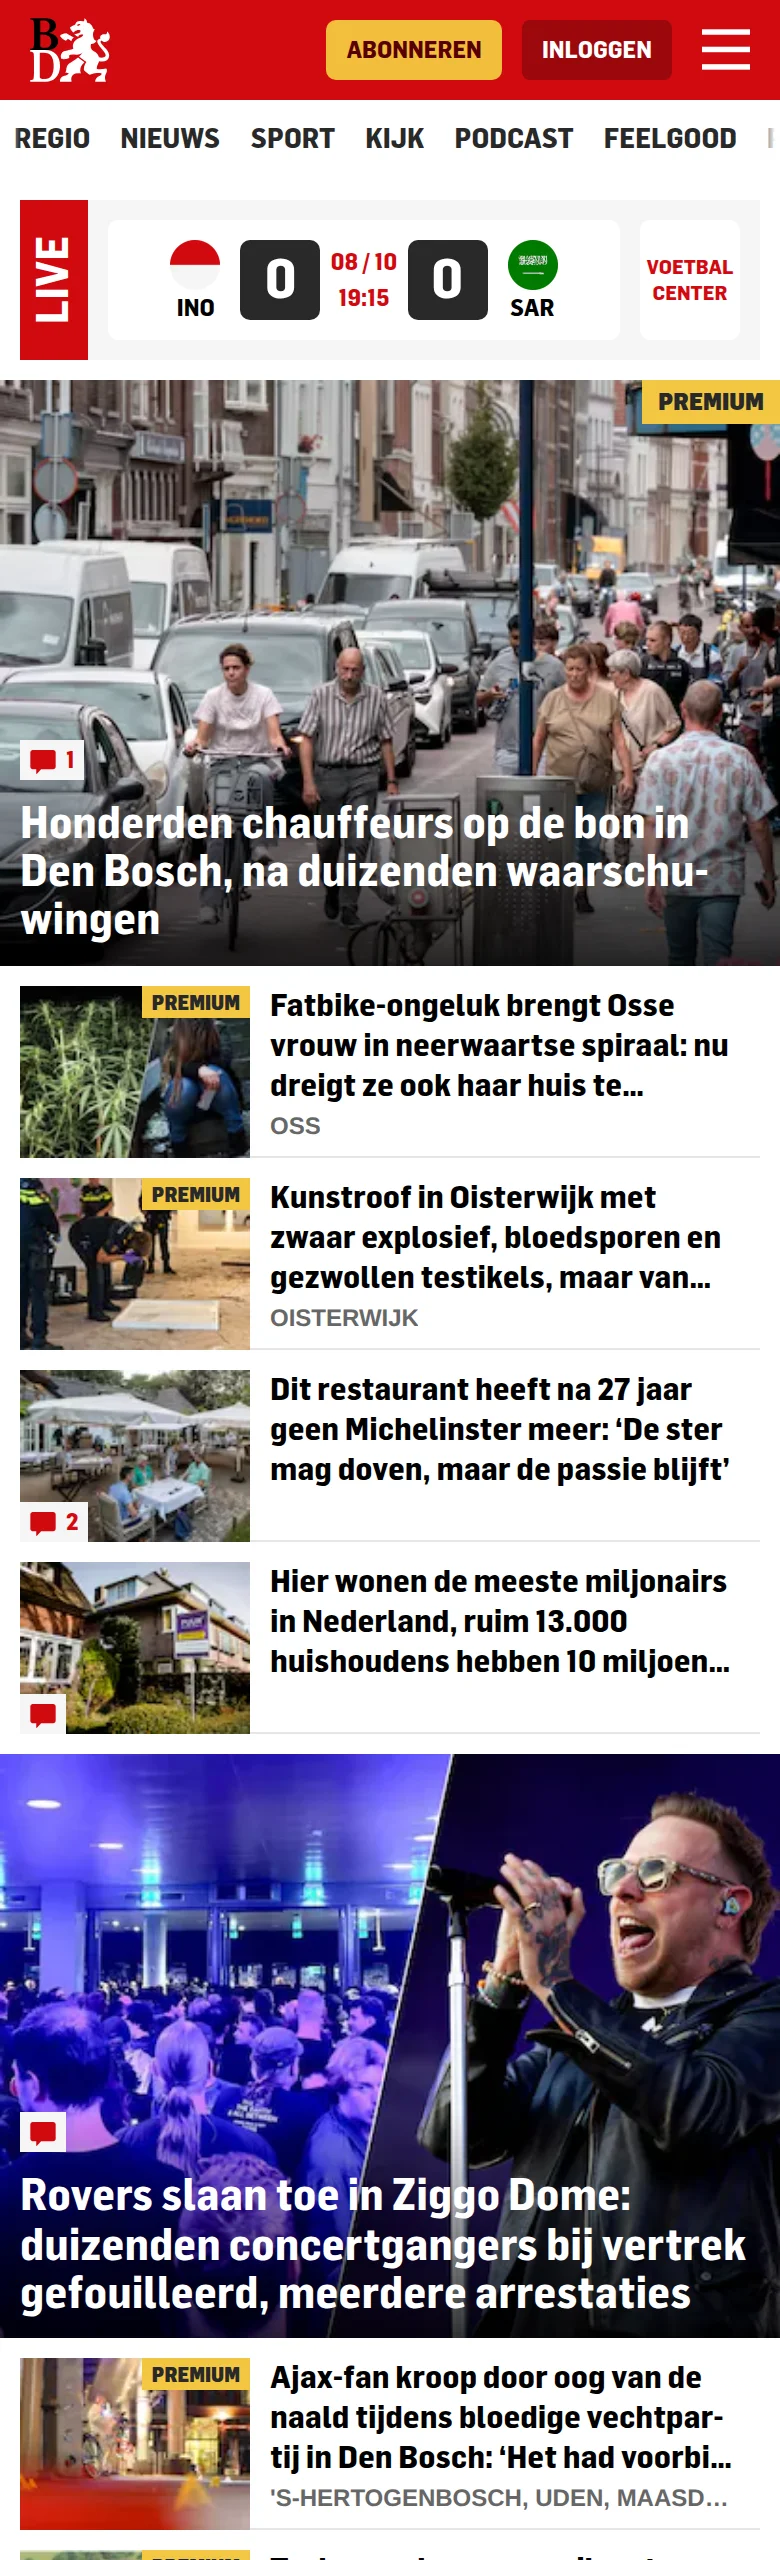 BD
ABONNEREN
INLOGGEN
REGIO NIEUWS SPORT KIJK PODCAST FEELGOOD
LIVE
INO
0
08 / 10
19:15
0
SAR
VOETBAL
CENTER
PREMIUM
1
Honderden chauffeurs op de bon in
Den Bosch, na duizenden waarschu-
wingen
PREMIUM
Fatbike-ongeluk brengt Osse
vrouw in neerwaartse spiraal: nu
dreigt ze ook haar huis te...
OSS
PREMIUM
Kunstroof in Oisterwijk met
zwaar explosief, bloedsporen en
gezwollen testikels, maar van...
OISTERWIJK
Dit restaurant heeft na 27 jaar
geen Michelinster meer: ‘De ster
mag doven, maar de passie blijft’
2
Hier wonen de meeste miljonairs
in Nederland, ruim 13.000
huishoudens hebben 10 miljoen...
Rovers slaan toe in Ziggo Dome:
duizenden concertgangers bij vertrek
gefouilleerd, meerdere arrestaties
PREMIUM
Ajax-fan kroop door oog van de
naald tijdens bloedige vechtpar-
tij in Den Bosch: ‘Het had voorbi...
'S-HERTOGENBOSCH, UDEN, MAASD...